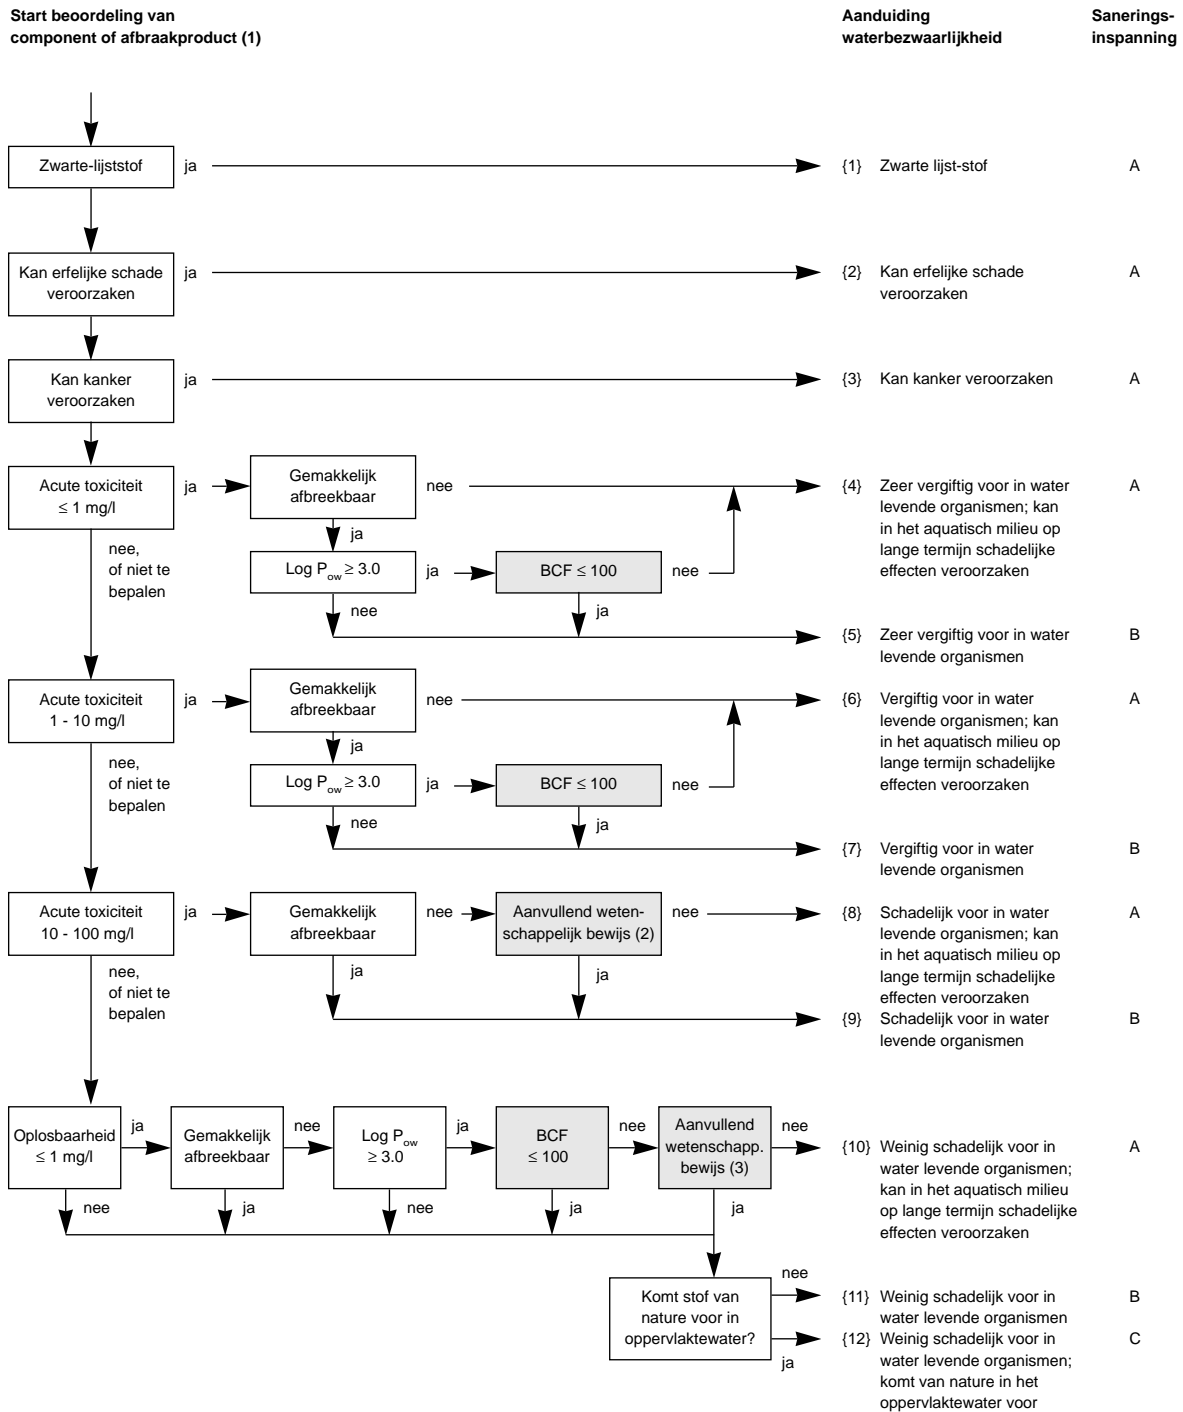 Start beoordeling van
component of afbraakproduct (1)
Aanduiding
waterbezwaarlijkheid
Sanerings-
inspanning
Zwarte-lijststof
ja
{1} Zwarte lijst-stof
A
Kan erfelijke schade
veroorzaken
ja
{2} Kan erfelijke schade
veroorzaken
A
Kan kanker
veroorzaken
ja
{3} Kan kanker veroorzaken
A
Acute toxiciteit
≤ 1 mg/l
ja
Gemakkelijk
afbreekbaar
nee
{4} Zeer vergiftig voor in water
levende organismen; kan
in het aquatisch milieu op
lange termijn schadelijke
effecten veroorzaken
A
nee,
of niet te
bepalen
ja
Log Pow ≥ 3.0
ja
BCF ≤ 100
nee
nee
ja
{5} Zeer vergiftig voor in water
levende organismen
B
Acute toxiciteit
1 - 10 mg/l
ja
Gemakkelijk
afbreekbaar
nee
{6} Vergiftig voor in water
levende organismen; kan
in het aquatisch milieu op
lange termijn schadelijke
effecten veroorzaken
A
nee,
of niet te
bepalen
ja
Log Pow ≥ 3.0
ja
BCF ≤ 100
nee
nee
ja
{7} Vergiftig voor in water
levende organismen
B
Acute toxiciteit
10 - 100 mg/l
ja
Gemakkelijk
afbreekbaar
nee
Aanvullend weten-
schappelijk bewijs (2)
nee
{8} Schadelijk voor in water
levende organismen; kan
in het aquatisch milieu op
lange termijn schadelijke
effecten veroorzaken
A
nee,
of niet te
bepalen
ja
ja
{9} Schadelijk voor in water
levende organismen
B
Oplosbaarheid
≤ 1 mg/l
ja
Gemakkelijk
afbreekbaar
nee
Log Pow
≥ 3.0
ja
BCF
≤ 100
nee
Aanvullend
wetenschapp.
bewijs (3)
nee
{10} Weinig schadelijk voor in
water levende organismen;
kan in het aquatisch milieu
op lange termijn schadelijke
effecten veroorzaken
A
nee
ja
nee
ja
ja
Komt stof van
nature voor in
oppervlaktewater?
nee
{11} Weinig schadelijk voor in
water levende organismen
B
ja
{12} Weinig schadelijk voor in
water levende organismen;
komt van nature in het
oppervlaktewater voor
C